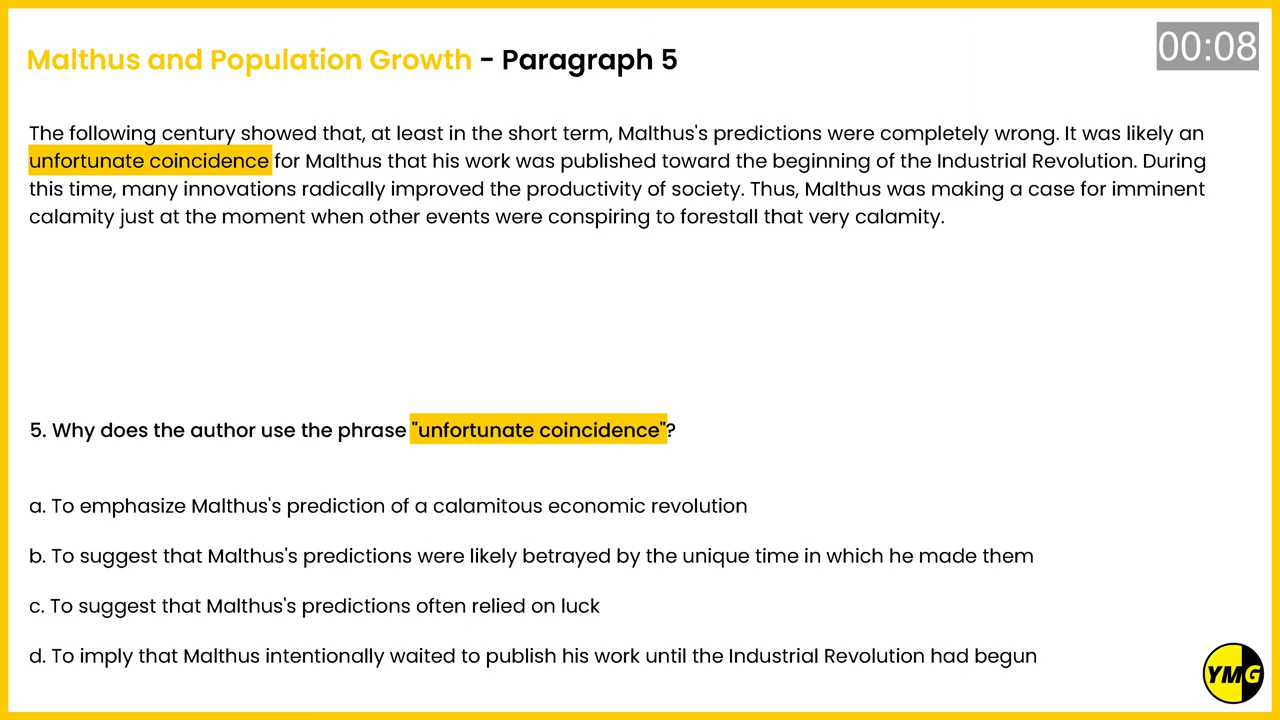 Malthus and Population Growth - Paragraph 5
00:08
The following century showed that, at least in the short term, Malthus's predictions were completely wrong. It was likely an
unfortunate coincidence for Malthus that his work was published toward the beginning of the Industrial Revolution. During
this time, many innovations radically improved the productivity of society. Thus, Malthus was making a case for imminent
calamity just at the moment when other events were conspiring to forestall that very calamity.
5. Why does the author use the phrase "unfortunate coincidence"?
a. To emphasize Malthus's prediction of a calamitous economic revolution
b. To suggest that Malthus's predictions were likely betrayed by the unique time in which he made them
c. To suggest that Malthus's predictions often relied on luck
d. To imply that Malthus intentionally waited to publish his work until the Industrial Revolution had begun
YMG